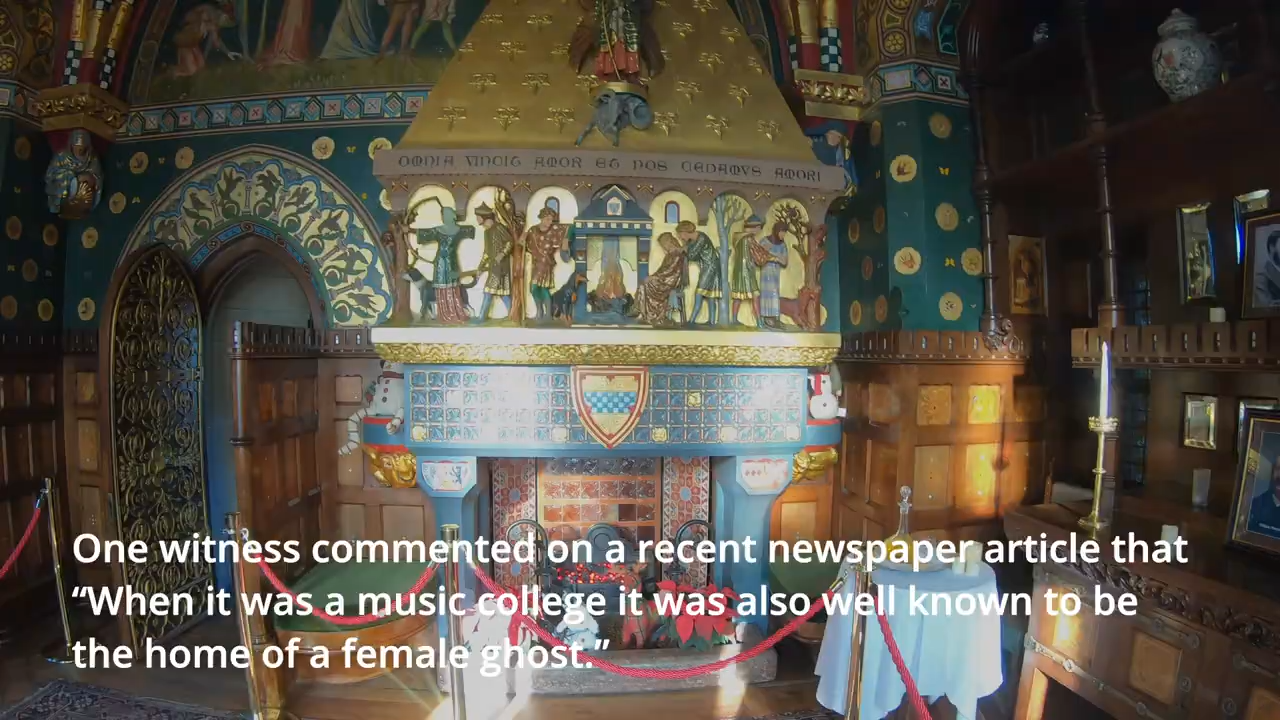 OMNIA VINCIT AMOR ET NOS CEDAMVS AMORI
One witness commented on a recent newspaper article that
“When it was a music college it was also well known to be
the home of a female ghost.”